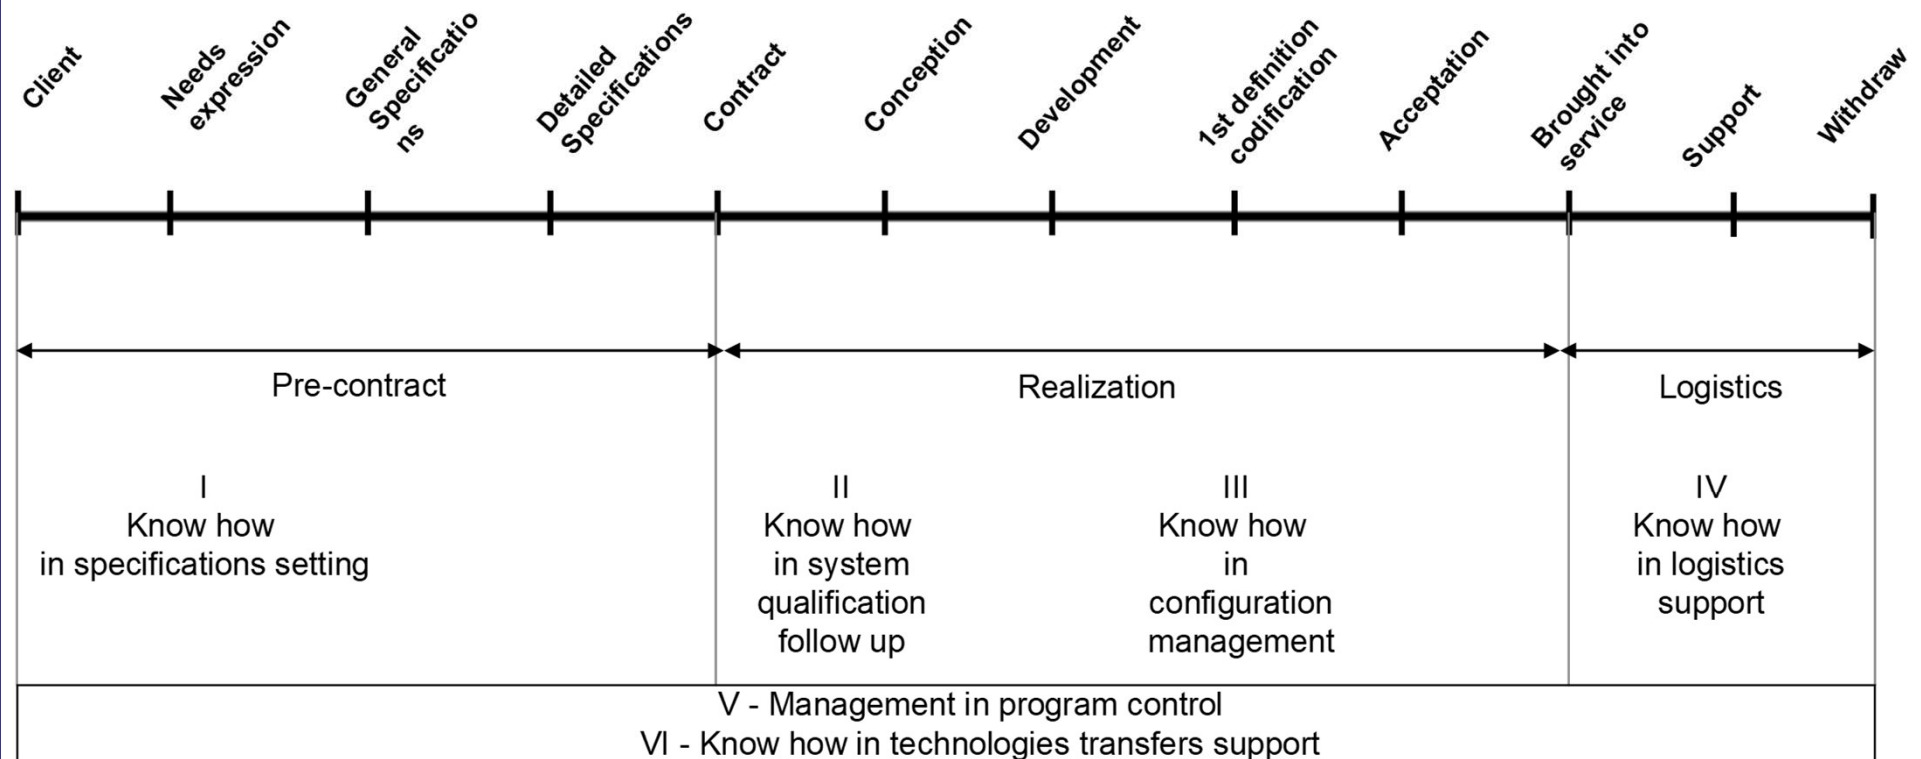 Client
Needs
expression
General
Specificatio
ns
Detailed
Specifications
Contract
Conception
Development
1st definition
codification
Acceptation
Brought into
service
Support
Withdraw
Pre-contract
Realization
Logistics
I
Know how
in specifications setting
II
Know how
in system
qualification
follow up
III
Know how
in
configuration
management
IV
Know how
in logistics
support
V - Management in program control
VI - Know how in technologies transfers support